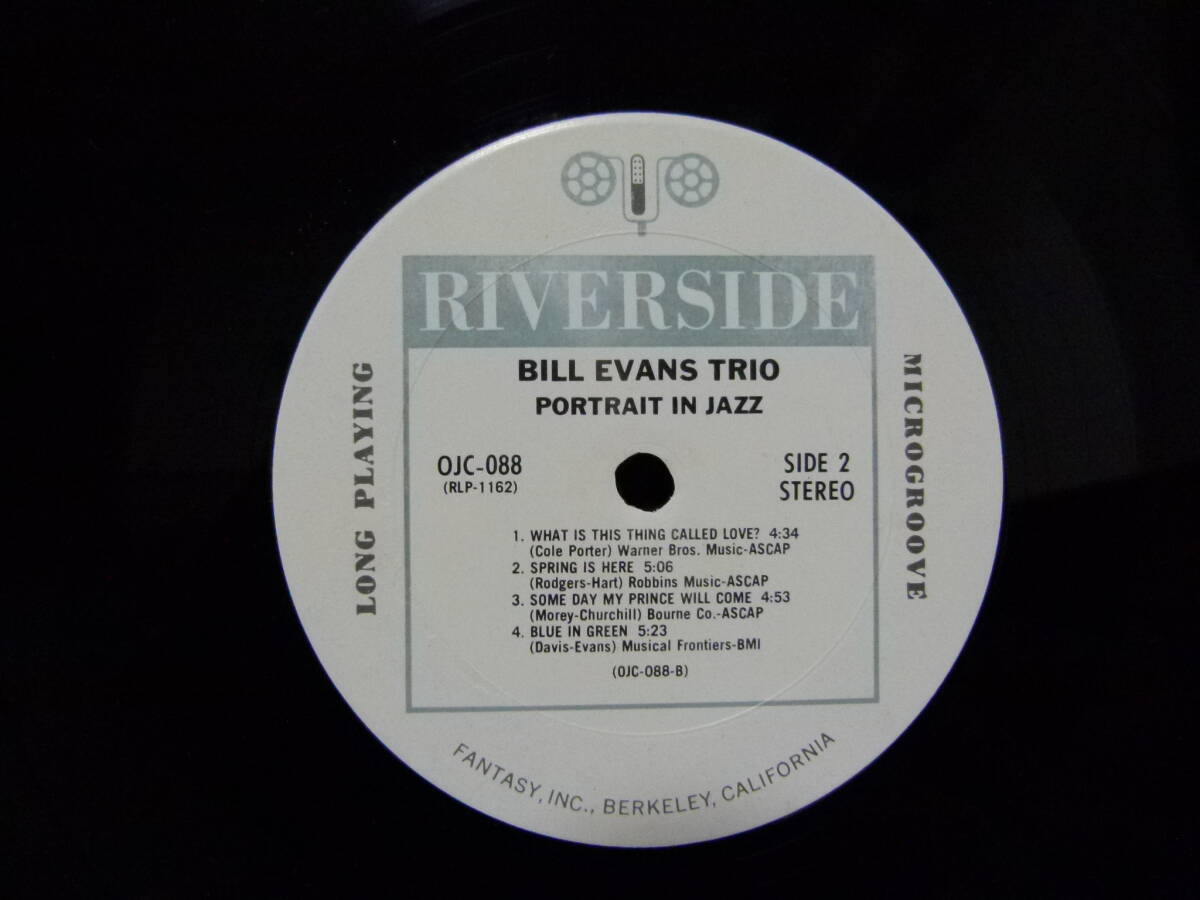 RIVERSIDE
BILL EVANS TRIO
PORTRAIT IN JAZZ
OJC-088
(RLP-1162)
SIDE 2
STEREO
LONG PLAYING
MICROGROOVE
1. WHAT IS THIS THING CALLED LOVE? 4:34
(Cole Porter) Warner Bros. Music-ASCAP
2. SPRING IS HERE 5:06
(Rodgers-Hart) Robbins Music-ASCAP
3. SOME DAY MY PRINCE WILL COME 4:53
(Morey-Churchill) Bourne Co.-ASCAP
4. BLUE IN GREEN 5:23
(Davis-Evans) Musical Frontiers-BMI
(OJC-088-B)
FANTASY, INC., BERKELEY, CALIFORNIA